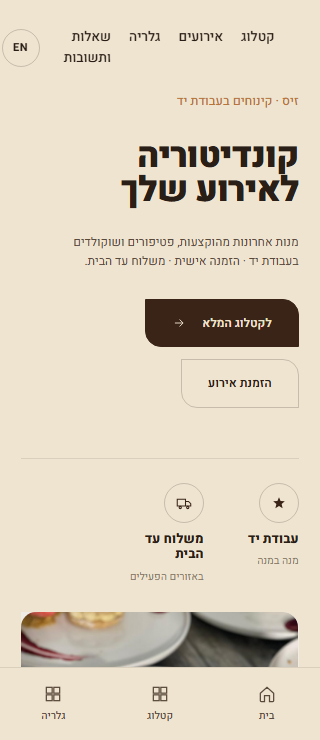 קטלוג
אירועים
גלריה
שאלות
ותשובות
EN
זיס · קינוחים בעבודת יד
קונדיטוריה
לאירוע שלך
מנות אחרונות מהוקצעות, פטיפורים ושוקולדים
בעבודת יד · הזמנה אישית · משלוח עד הבית.
לקטלוג המלא
הזמנת אירוע
עבודת יד
מנה במנה
משלוח עד
הבית
באזורים הפעילים
בית
קטלוג
גלריה